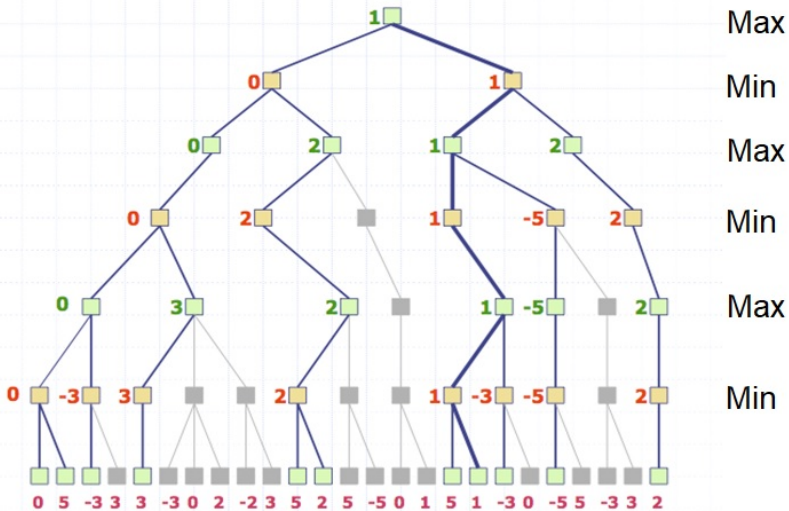 1 Max
0 1 Min
0 2 1 2 Max
0 2 1 -5 2 Min
0 3 2 1 -5 2 Max
0 -3 3 2 1 -3 -5 2 Min
0 5 -3 3 3 -3 0 2 -2 3 5 2 5 -5 0 1 5 1 -3 0 -5 5 -3 3 2